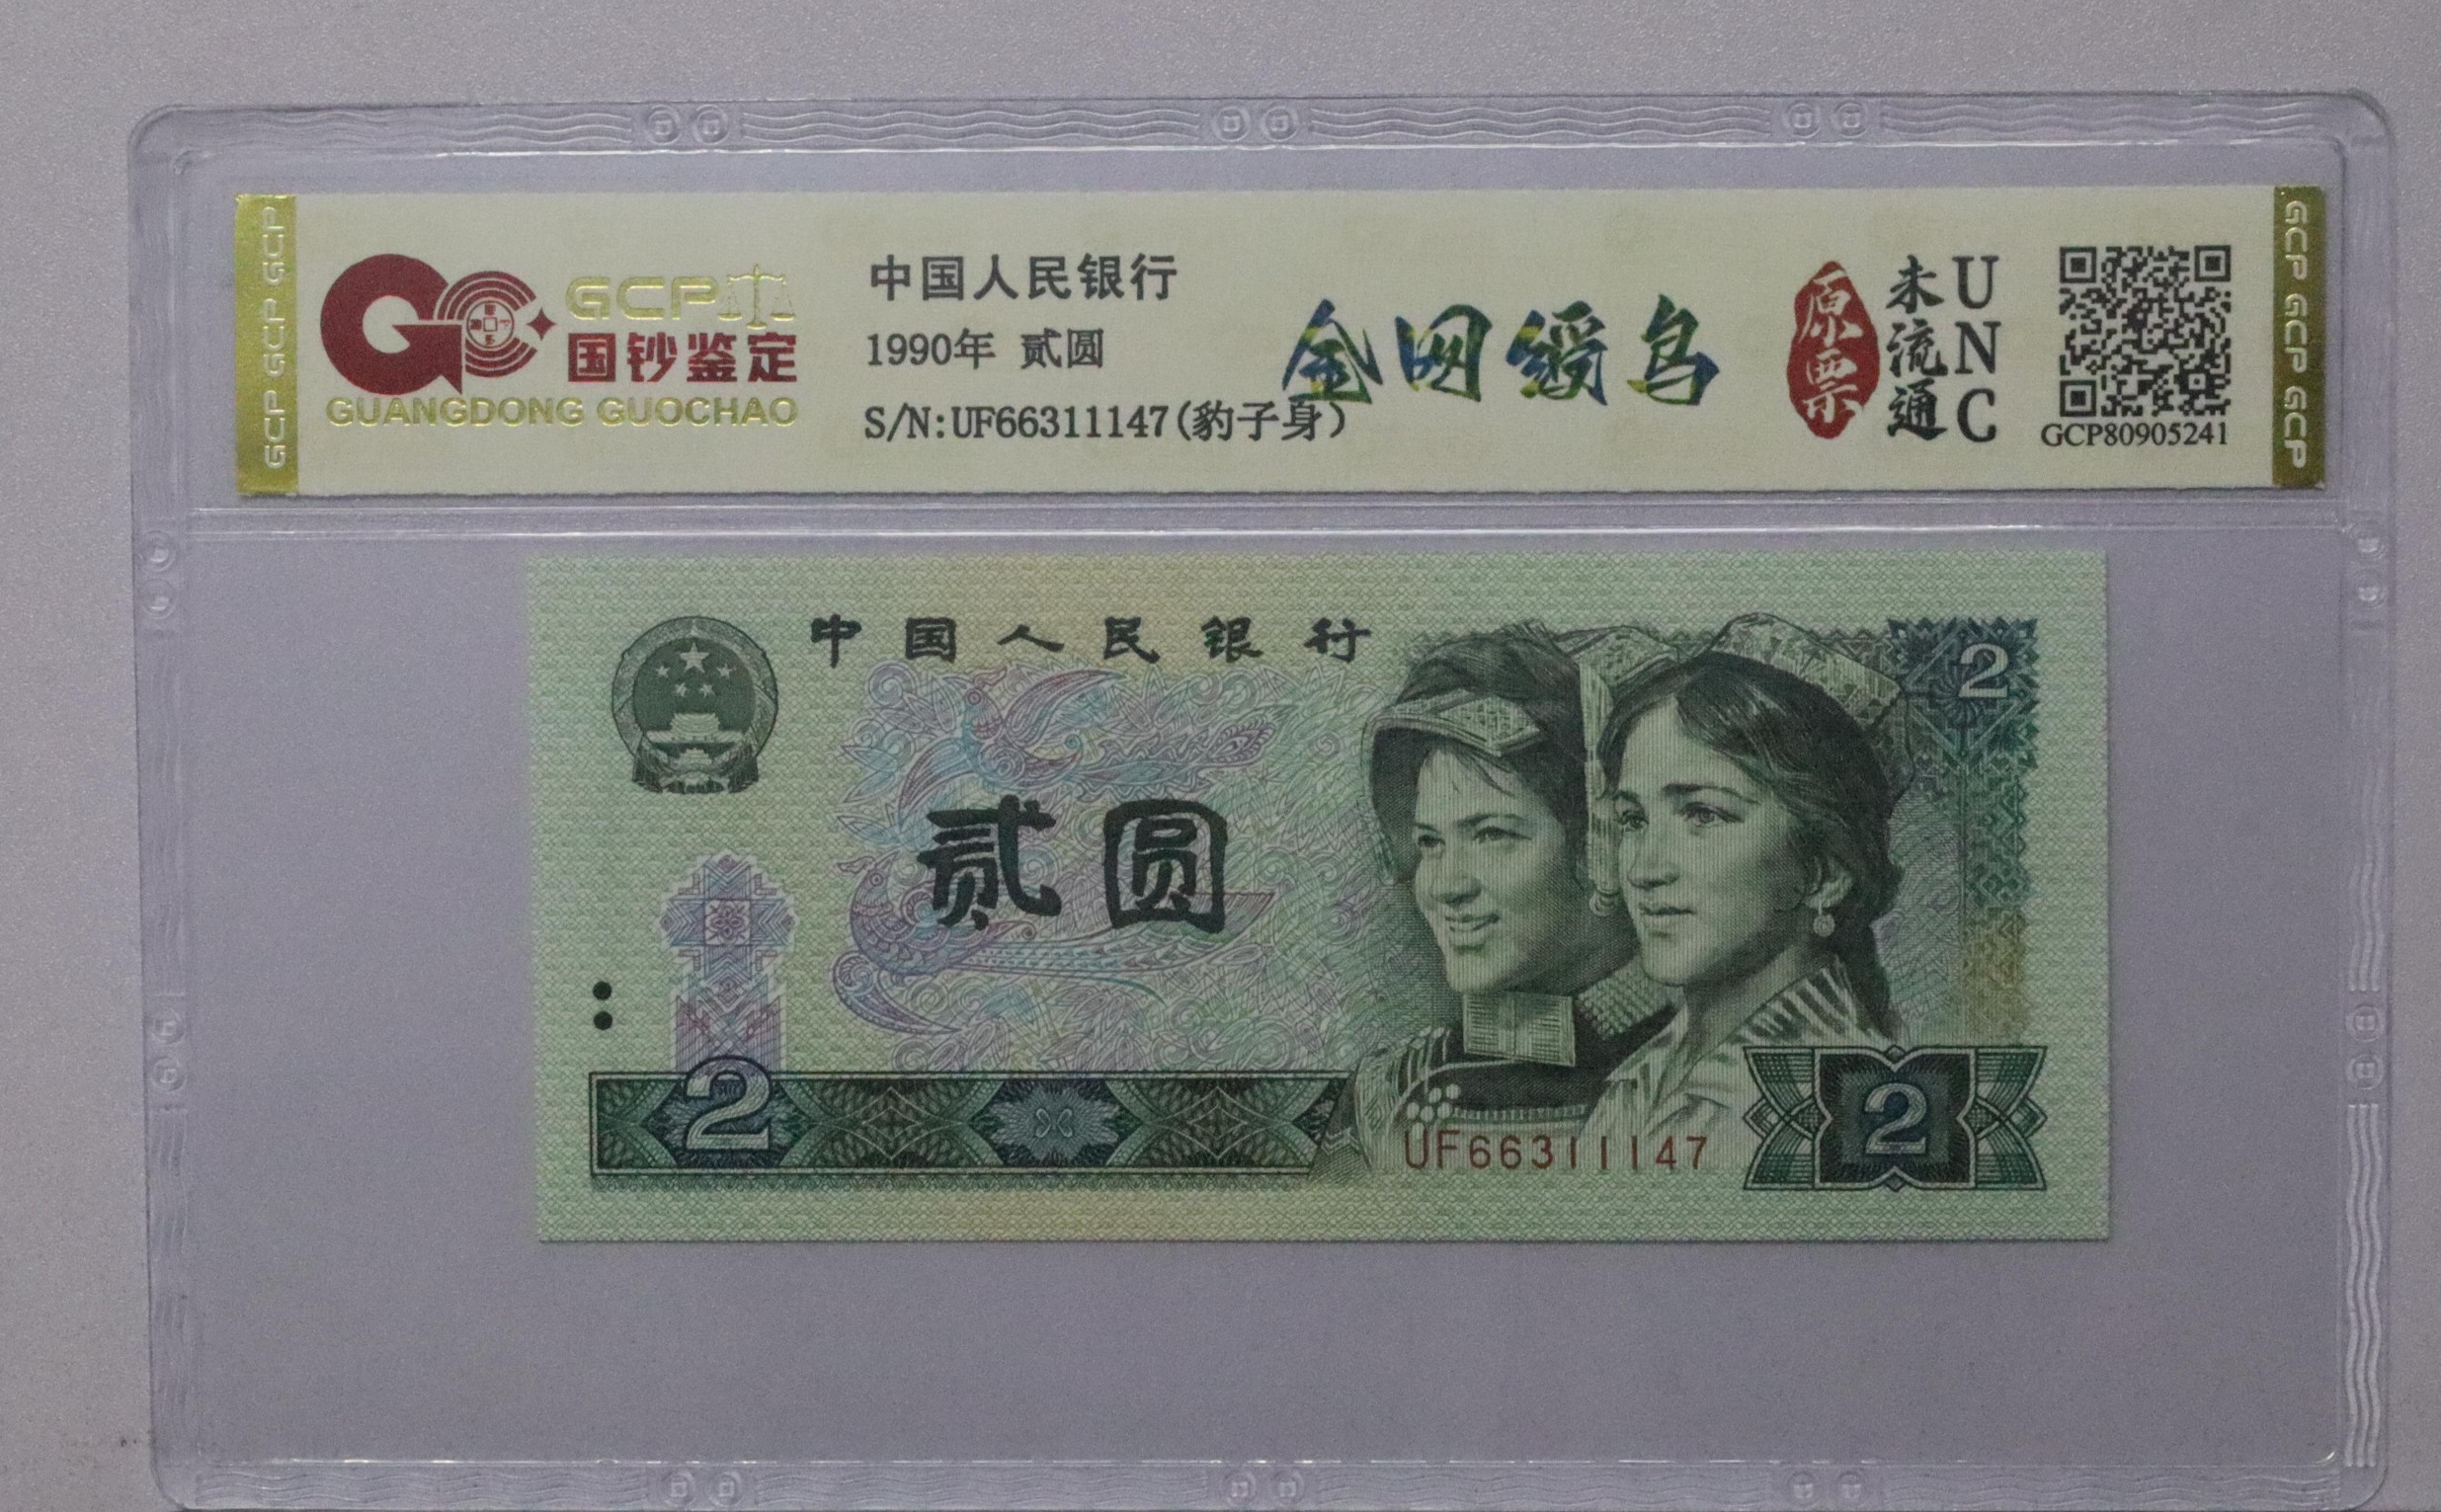 GCP GCP GCP
GCP
国钞鉴定
GUANGDONG GUOCHAO
中国人民银行
1990年 贰圆
S/N:UF66311147(豹子身)
金网绶鸟
原票
未流通
UNC
GCP80905241
GCP GCP GCP
中国人民银行
2
贰圆
2
UF66311147
2